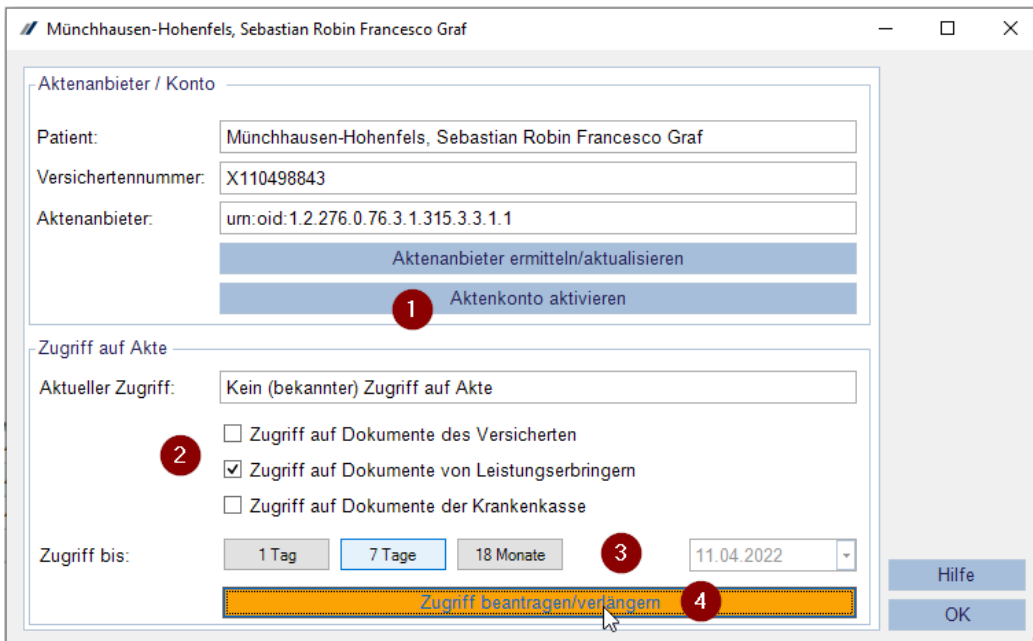 Münchhausen-Hohenfels, Sebastian Robin Francesco Graf
Aktenanbieter / Konto
Patient: Münchhausen-Hohenfels, Sebastian Robin Francesco Graf
Versichertennummer: X110498843
Aktenanbieter: urn:oid:1.2.276.0.76.3.1.315.3.3.1.1
Aktenanbieter ermitteln/aktualisieren
Aktenkonto aktivieren
1
Zugriff auf Akte
Aktueller Zugriff: Kein (bekannter) Zugriff auf Akte
Zugriff auf Dokumente des Versicherten
2
Zugriff auf Dokumente von Leistungserbringern
Zugriff auf Dokumente der Krankenkasse
Zugriff bis: 1 Tag 7 Tage 18 Monate 3 11.04.2022
Hilfe
Zugriff beantragen/verlängern 4
OK